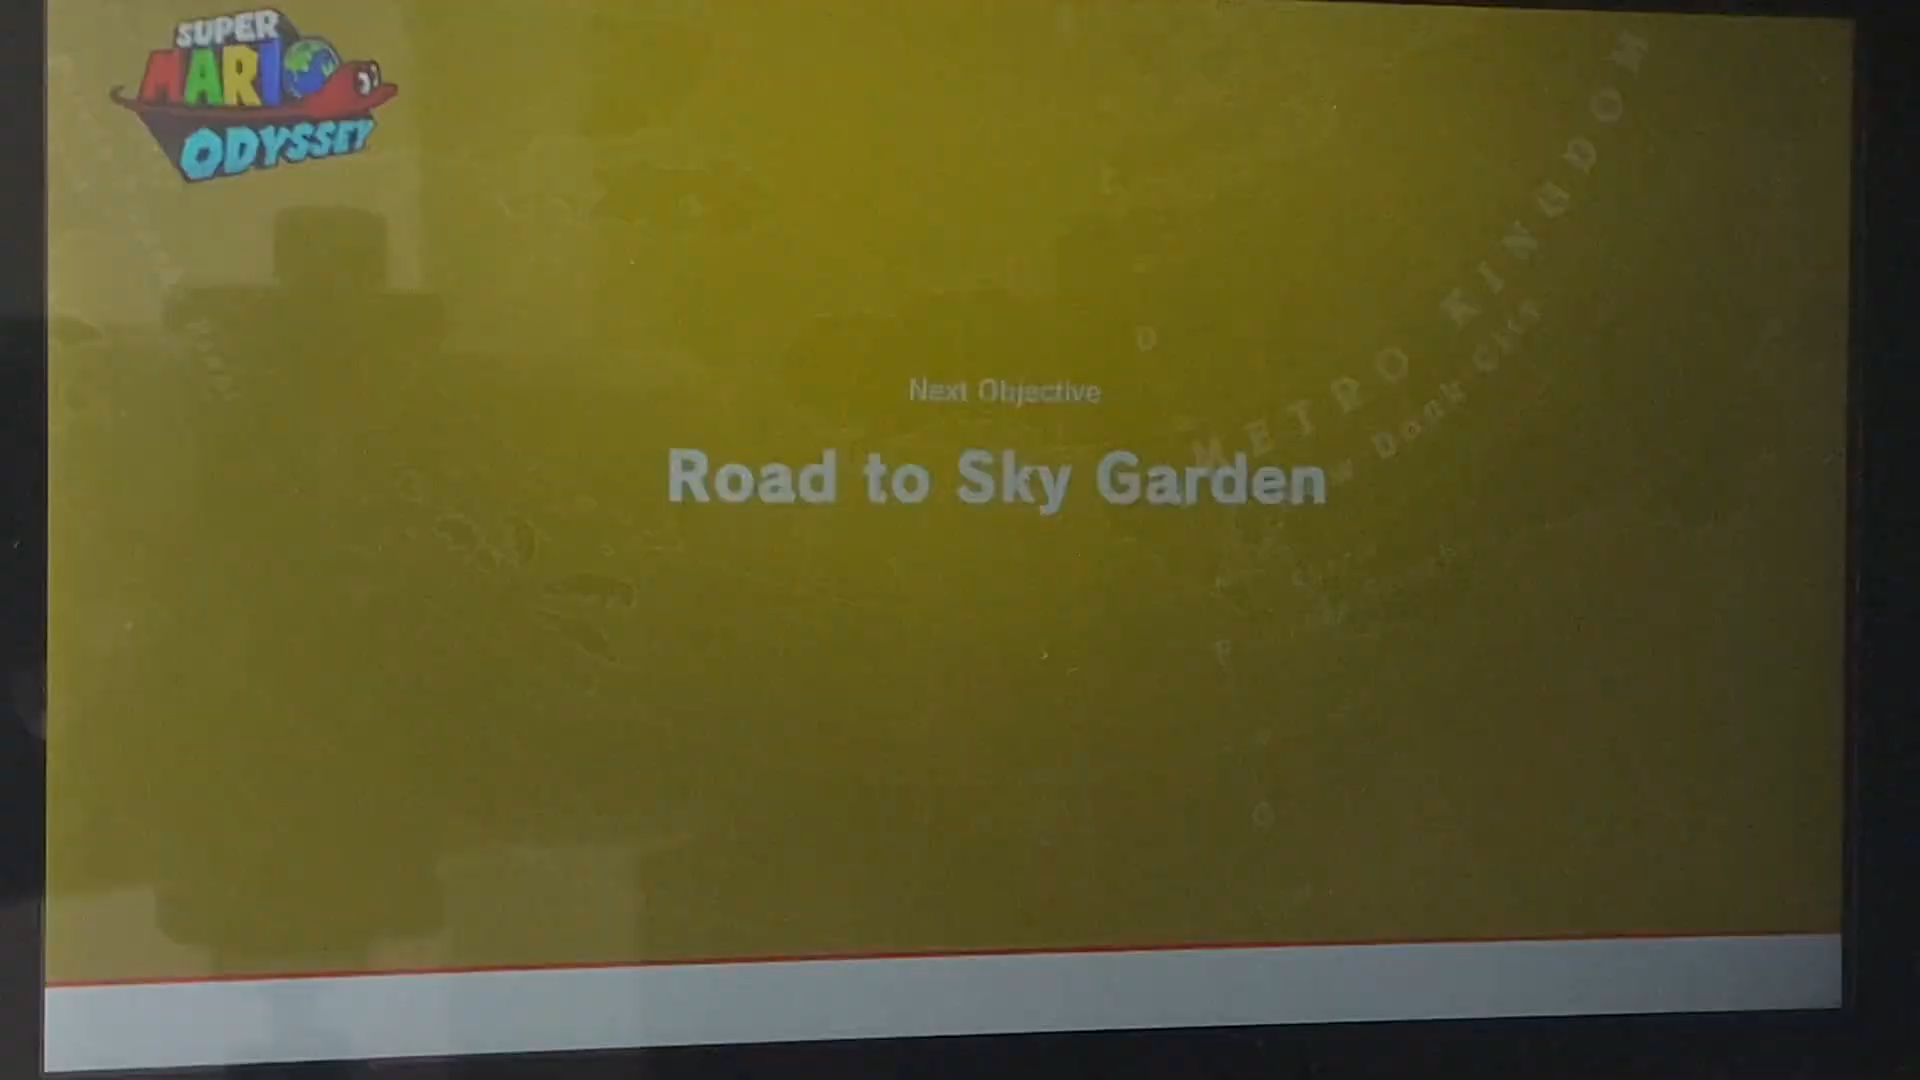 SUPER
MARIO
ODYSSEY
METRO KINGDOM
Next Objective
Road to Sky Garden